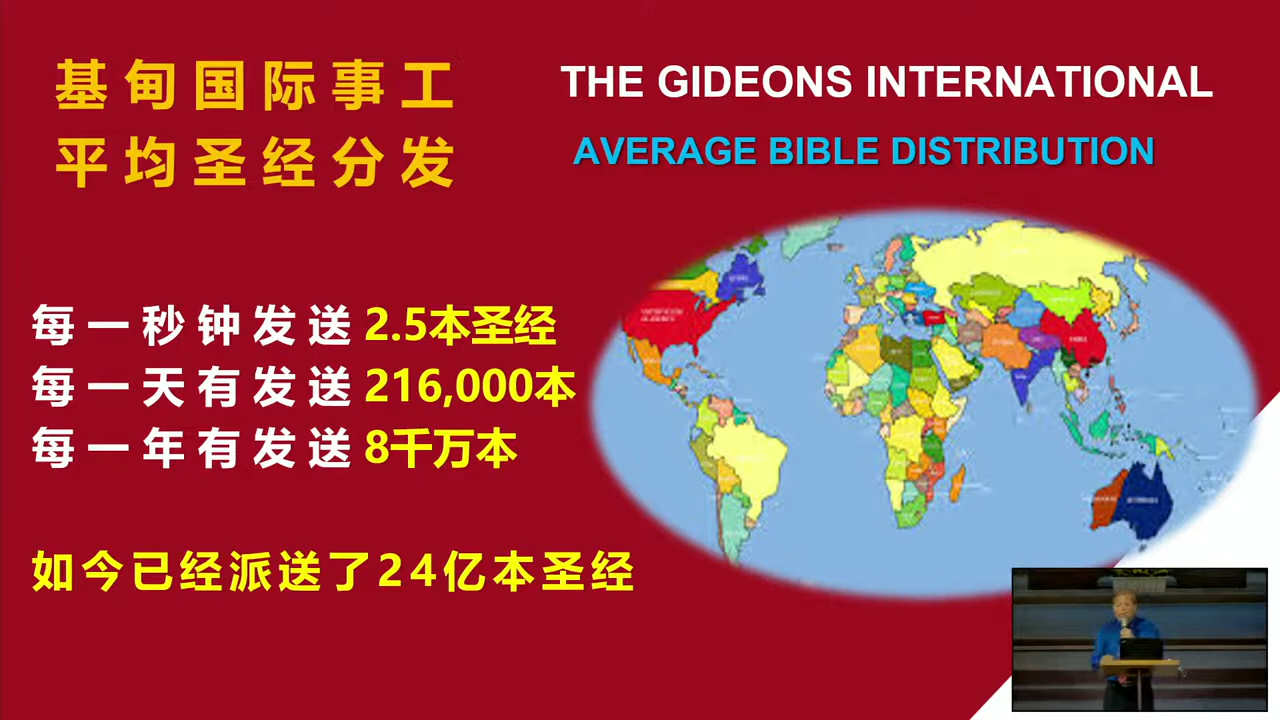 基甸国际事工
平均圣经分发
THE GIDEONS INTERNATIONAL
AVERAGE BIBLE DISTRIBUTION
每一秒钟发送 2.5本圣经
每一天有发送 216,000本
每一年有发送 8千万本
如今已经派送了24亿本圣经